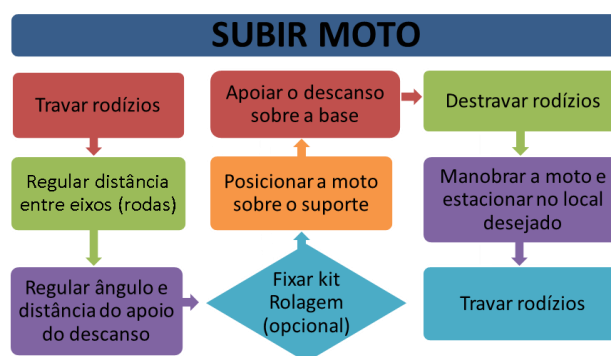 SUBIR MOTO
Travar rodízios
Regular distância
entre eixos (rodas)
Regular ângulo e
distância do apoio
do descanso
Fixar kit
Rolagem
(opcional)
Posicionar a moto
sobre o suporte
Apoiar o descanso
sobre a base
Destravar rodízios
Manobrar a moto e
estacionar no local
desejado
Travar rodízios